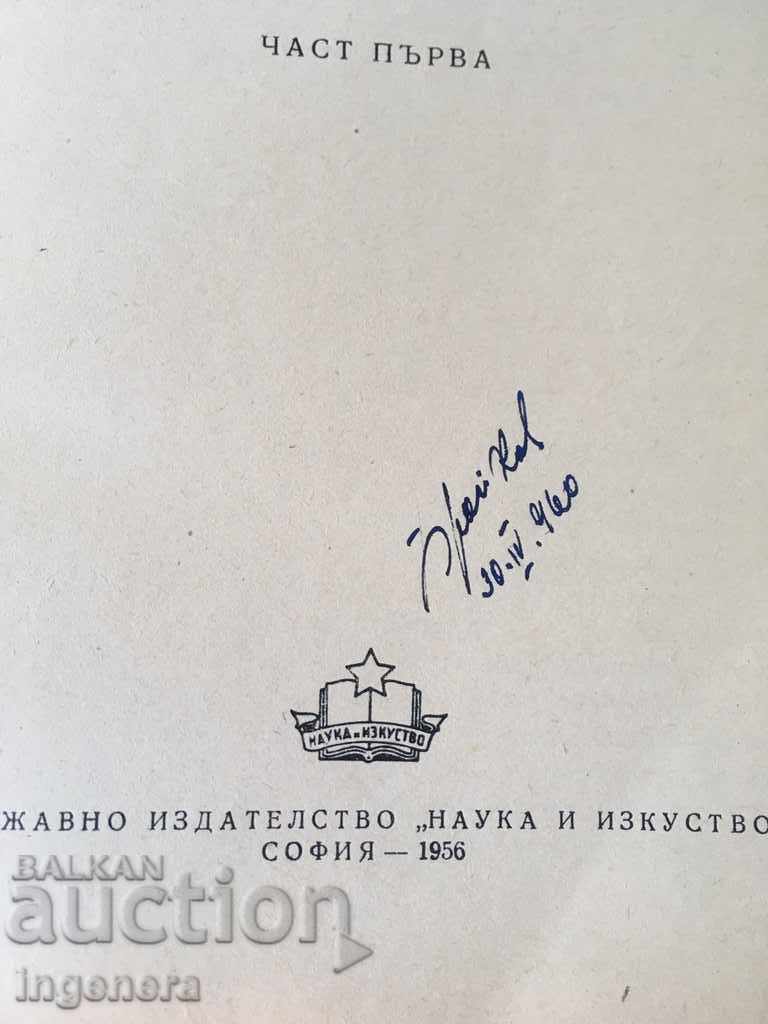 ЧАСТ ПЪРВА
30.IV.960
НАУКА и ИЗКУСТВО
ЖАВНО ИЗДАТЕЛСТВО „НАУКА И ИЗКУСТВО
СОФИЯ — 1956
BALKAN
auction
ingenera